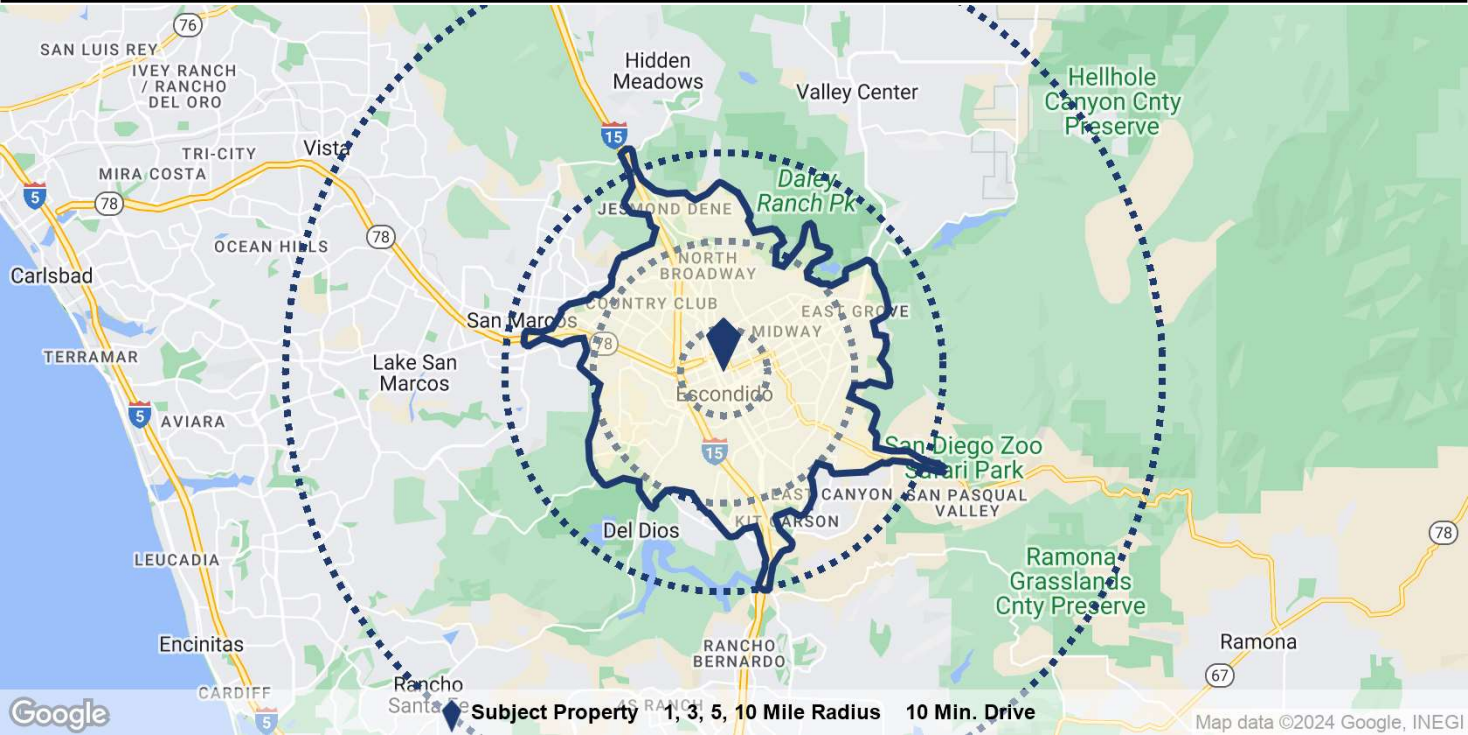 76
SAN LUIS REY
IVEY RANCH
/ RANCHO
DEL ORO
Hidden
Meadows
Valley Center
Hellhole
Canyon Cnty
Preserve
15
TRI-CITY
Vista
MIRA COSTA
5
78
Daley
Ranch Pk
JESMOND DENE
78
OCEAN HILLS
NORTH
BROADWAY
Carlsbad
COUNTRY CLUB
EAST GROVE
San Marcos
MIDWAY
78
TERRAMAR
Lake San
Marcos
Escondido
5
AVIARA
15
San Diego Zoo
Safari Park
EAST CANYON
SAN PASQUAL
VALLEY
KIT CARSON
Del Dios
78
LEUCADIA
Ramona
Grasslands
Cnty Preserve
Encinitas
RANCHO
BERNARDO
Ramona
67
CARDIFF
Rancho
Santa Fe
4S RANCH
5
Google
Subject Property 1, 3, 5, 10 Mile Radius 10 Min. Drive
Map data ©2024 Google, INEGI